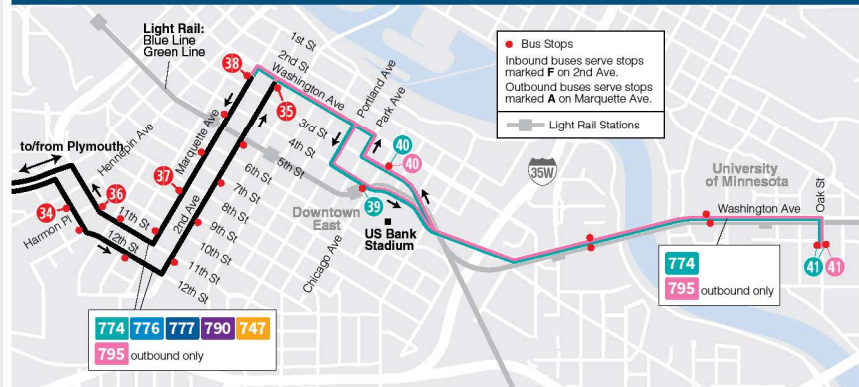 Light Rail:
Blue Line
Green Line
1st St
2nd St
Washington Ave
Portland Ave
Park Ave
3rd St
4th St
5th St
6th St
7th St
8th St
9th St
10th St
11th St
12th St
Hennepin Ave
Marquette Ave
2nd Ave
to/from Plymouth
Harmon Pl
11th St
12th St
Chicago Ave
Downtown
East
US Bank
Stadium
38
35
37
36
34
40
40
39
Bus Stops
Inbound buses serve stops
marked F on 2nd Ave.
Outbound buses serve stops
marked A on Marquette Ave.
Light Rail Stations
35W
University
of Minnesota
Oak St
Washington Ave
41 41
774
795 outbound only
774 776 777 790 747
795 outbound only